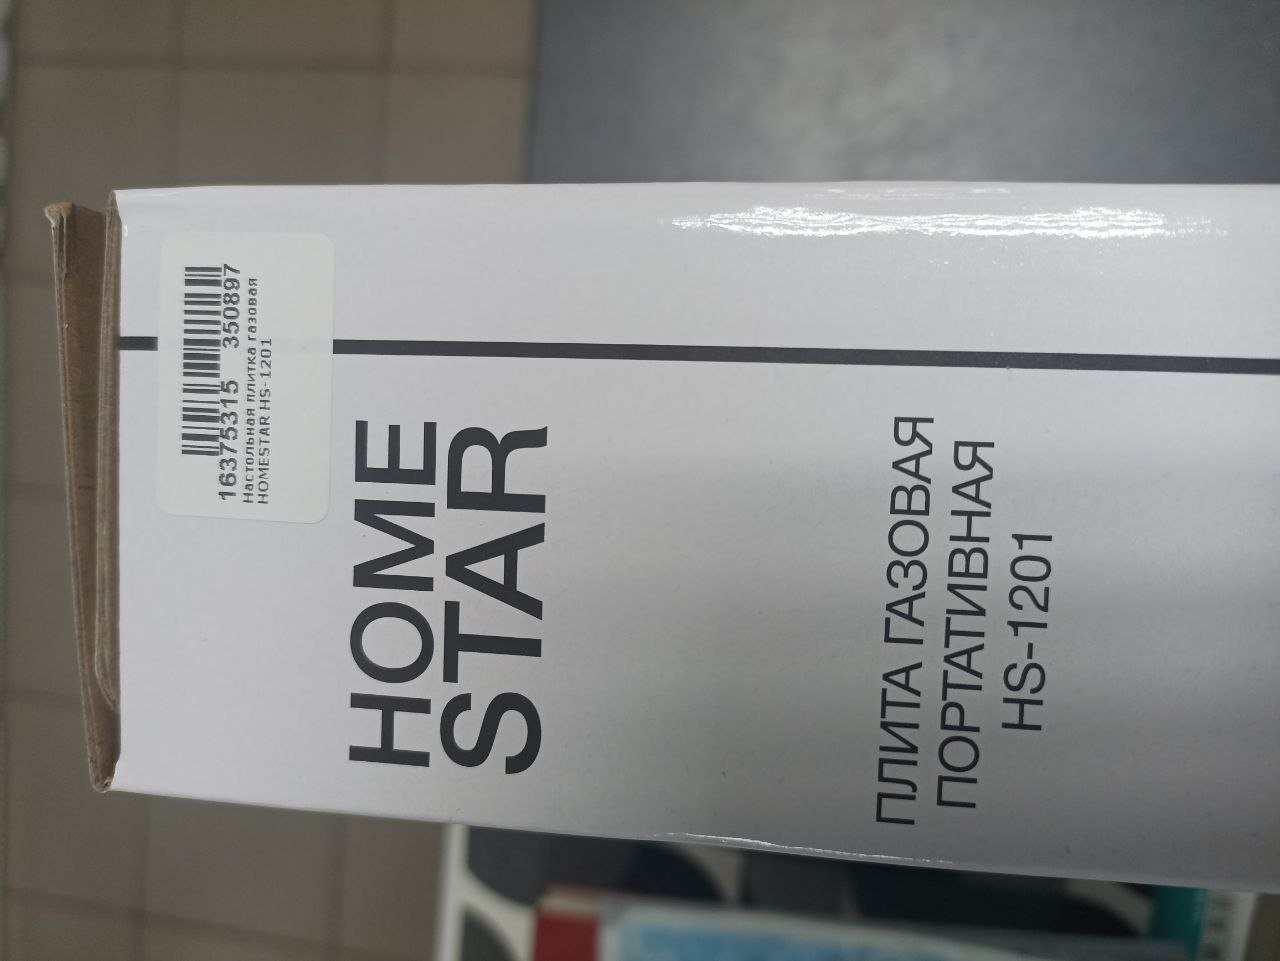 16375315 350897
Настольная плитка газовая
HOMESTAR HS-1201
HOME
STAR
ПЛИТА ГАЗОВАЯ
ПОРТАТИВНАЯ
HS-1201